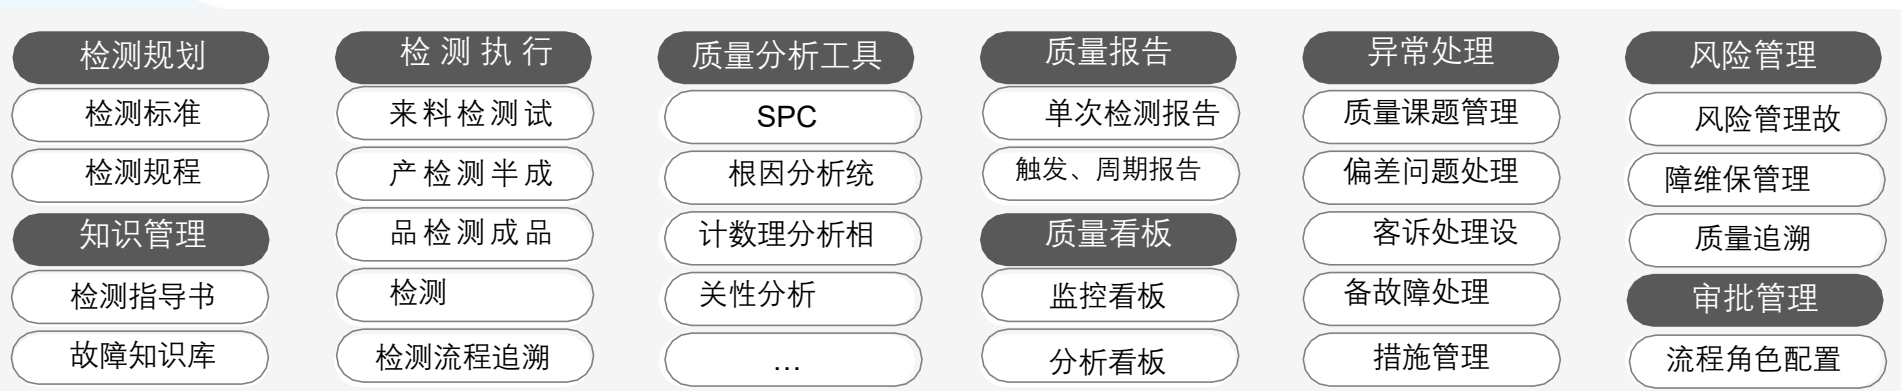 检测规划
检测标准
检测规程
知识管理
检测指导书
故障知识库
检测执行
来料检测试
产检测半成
品检测成品
检测
检测流程追溯
质量分析工具
SPC
根因分析统
计数理分析相
关性分析
...
质量报告
单次检测报告
触发、周期报告
质量看板
监控看板
分析看板
异常处理
质量课题管理
偏差问题处理
客诉处理设
备故障处理
措施管理
风险管理
风险管理故
障维保管理
质量追溯
审批管理
流程角色配置